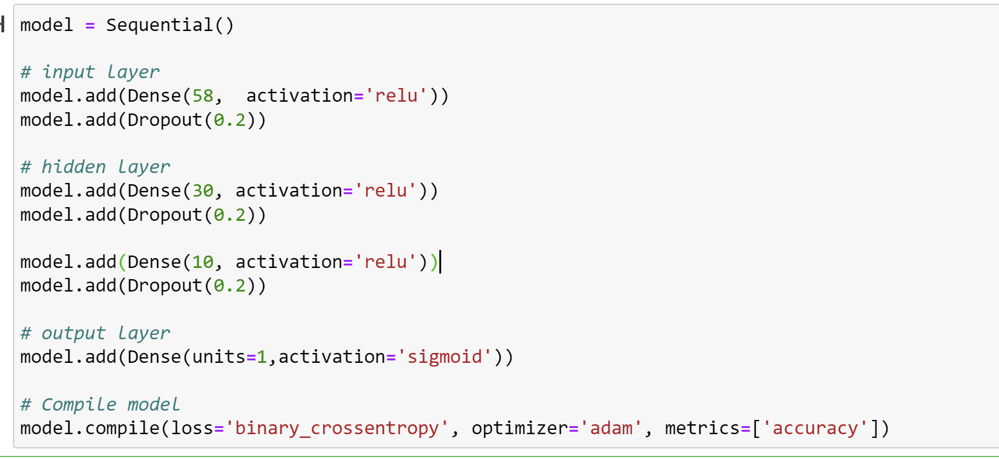 model = Sequential()
# input layer
model.add(Dense(58,  activation='relu'))
model.add(Dropout(0.2))
# hidden layer
model.add(Dense(30, activation='relu'))
model.add(Dropout(0.2))
model.add(Dense(10, activation='relu'))
model.add(Dropout(0.2))
# output layer
model.add(Dense(units=1,activation='sigmoid'))
# Compile model
model.compile(loss='binary_crossentropy', optimizer='adam', metrics=['accuracy'])